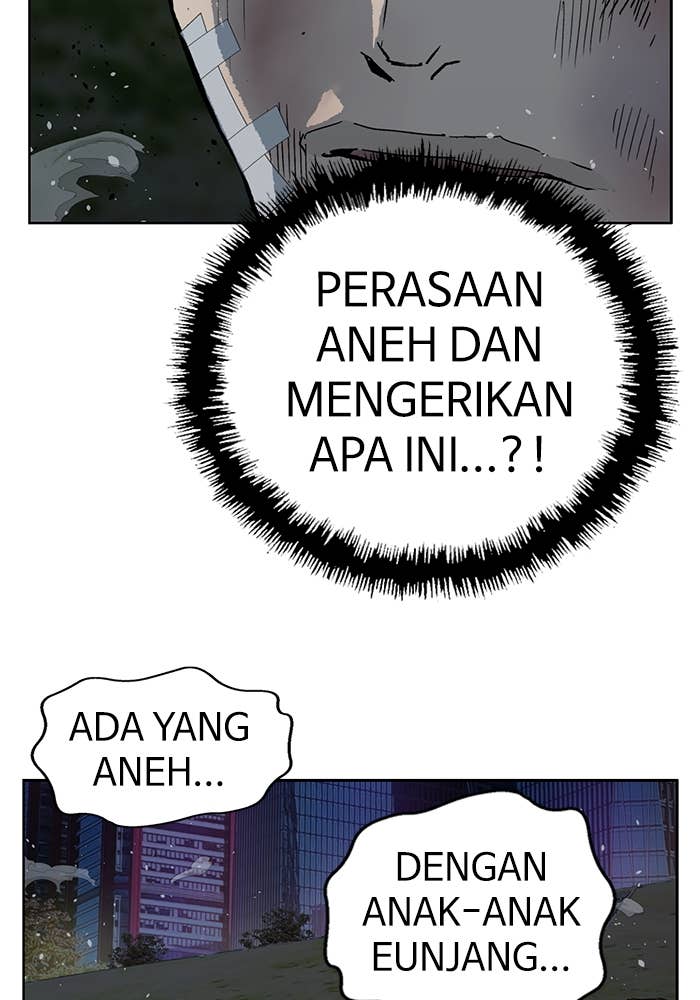 PERASAAN
ANEH DAN
MENGERIKAN
APA INI...?!
ADA YANG
ANEH...
DENGAN
ANAK-ANAK
EUNJANG...